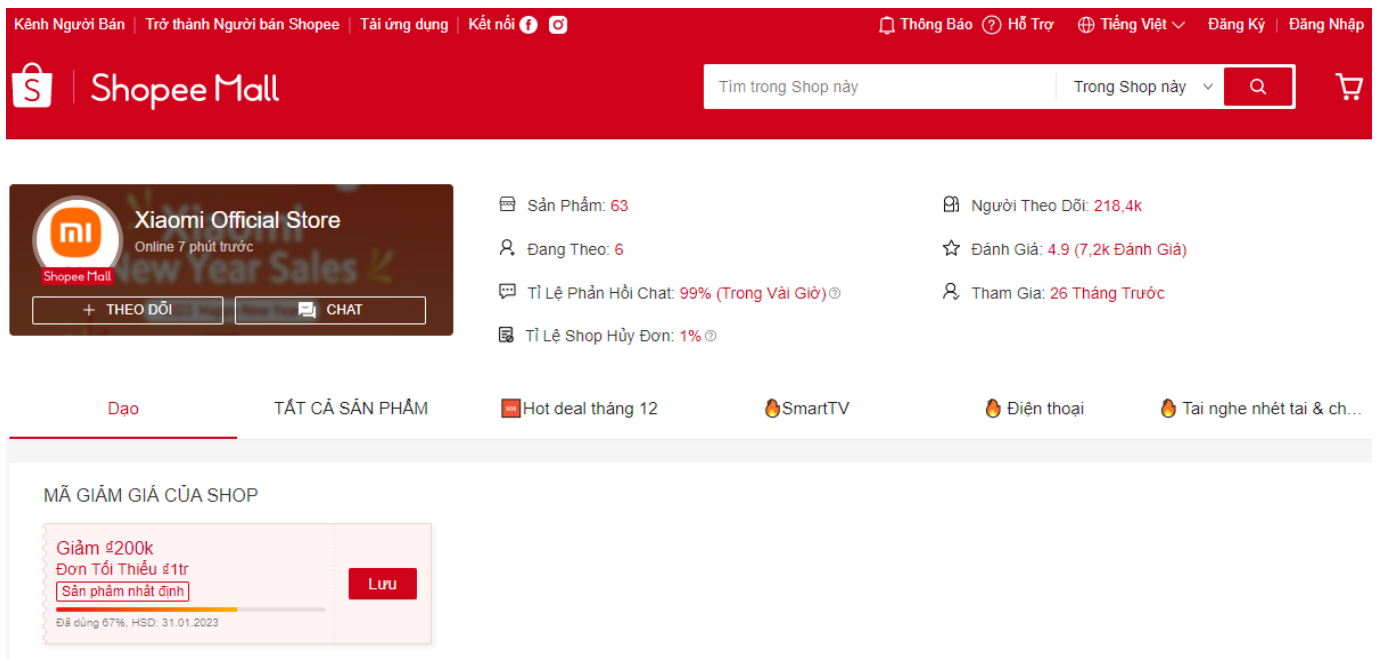 Kênh Người Bán | Trở thành Người bán Shopee | Tải ứng dụng | Kết nối
Thông Báo Hỗ Trợ Tiếng Việt Đăng Ký | Đăng Nhập
Shopee Mall
Tìm trong Shop này
Trong Shop này
Xiaomi Official Store
Online 7 phút trước
New Year Sales
Shopee Mall
+ THEO DÕI
CHAT
Sản Phẩm: 63
Người Theo Dõi: 218,4k
Đang Theo: 6
Đánh Giá: 4.9 (7,2k Đánh Giá)
Tỉ Lệ Phản Hồi Chat: 99% (Trong Vài Giờ)
Tham Gia: 26 Tháng Trước
Tỉ Lệ Shop Hủy Đơn: 1%
Dạo
TẤT CẢ SẢN PHẨM
Hot deal tháng 12
SmartTV
Điện thoại
Tai nghe nhét tai & ch...
MÃ GIẢM GIÁ CỦA SHOP
Giảm ₫200k
Đơn Tối Thiểu ₫1tr
Sản phẩm nhất định
Đã dùng 67%, HSD: 31.01.2023
Lưu